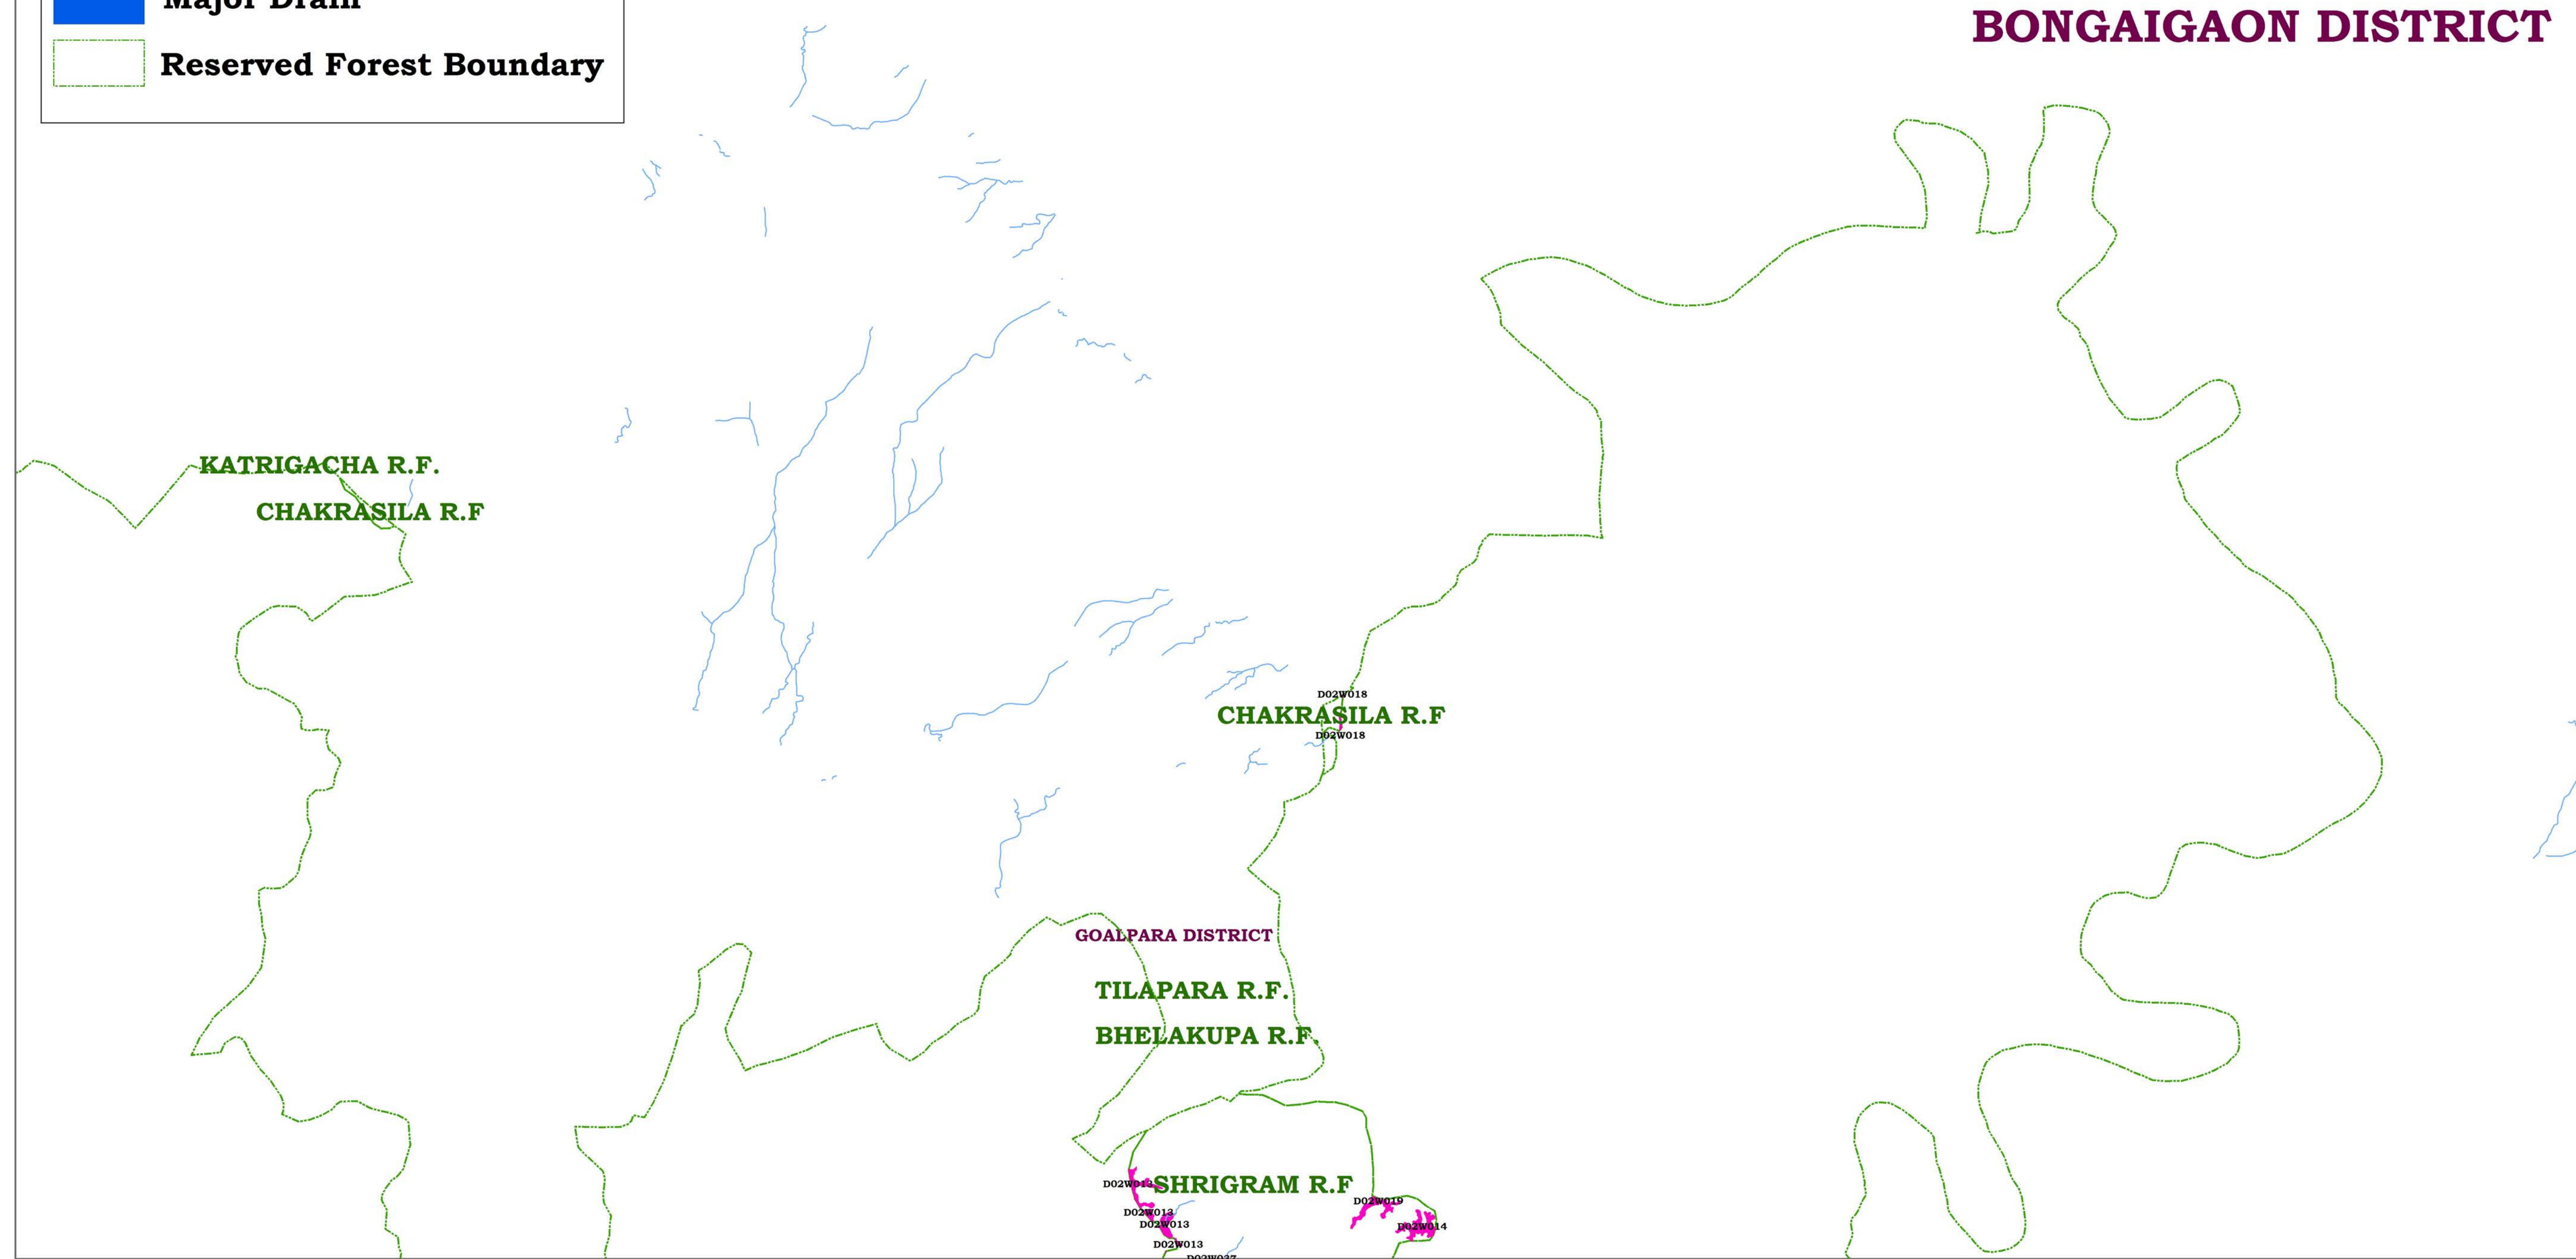 Major Drain
BONGAIGAON DISTRICT
Reserved Forest Boundary
KATRIGACHA R.F.
CHAKRASILA R.F
D02W018
CHAKRASILA R.F
D02W018
GOALPARA DISTRICT
TILAPARA R.F.
BHELAKUPA R.F.
D02W013
SHRIGRAM R.F
D02W019
D02W013
D02W013
D02W014
D02W013